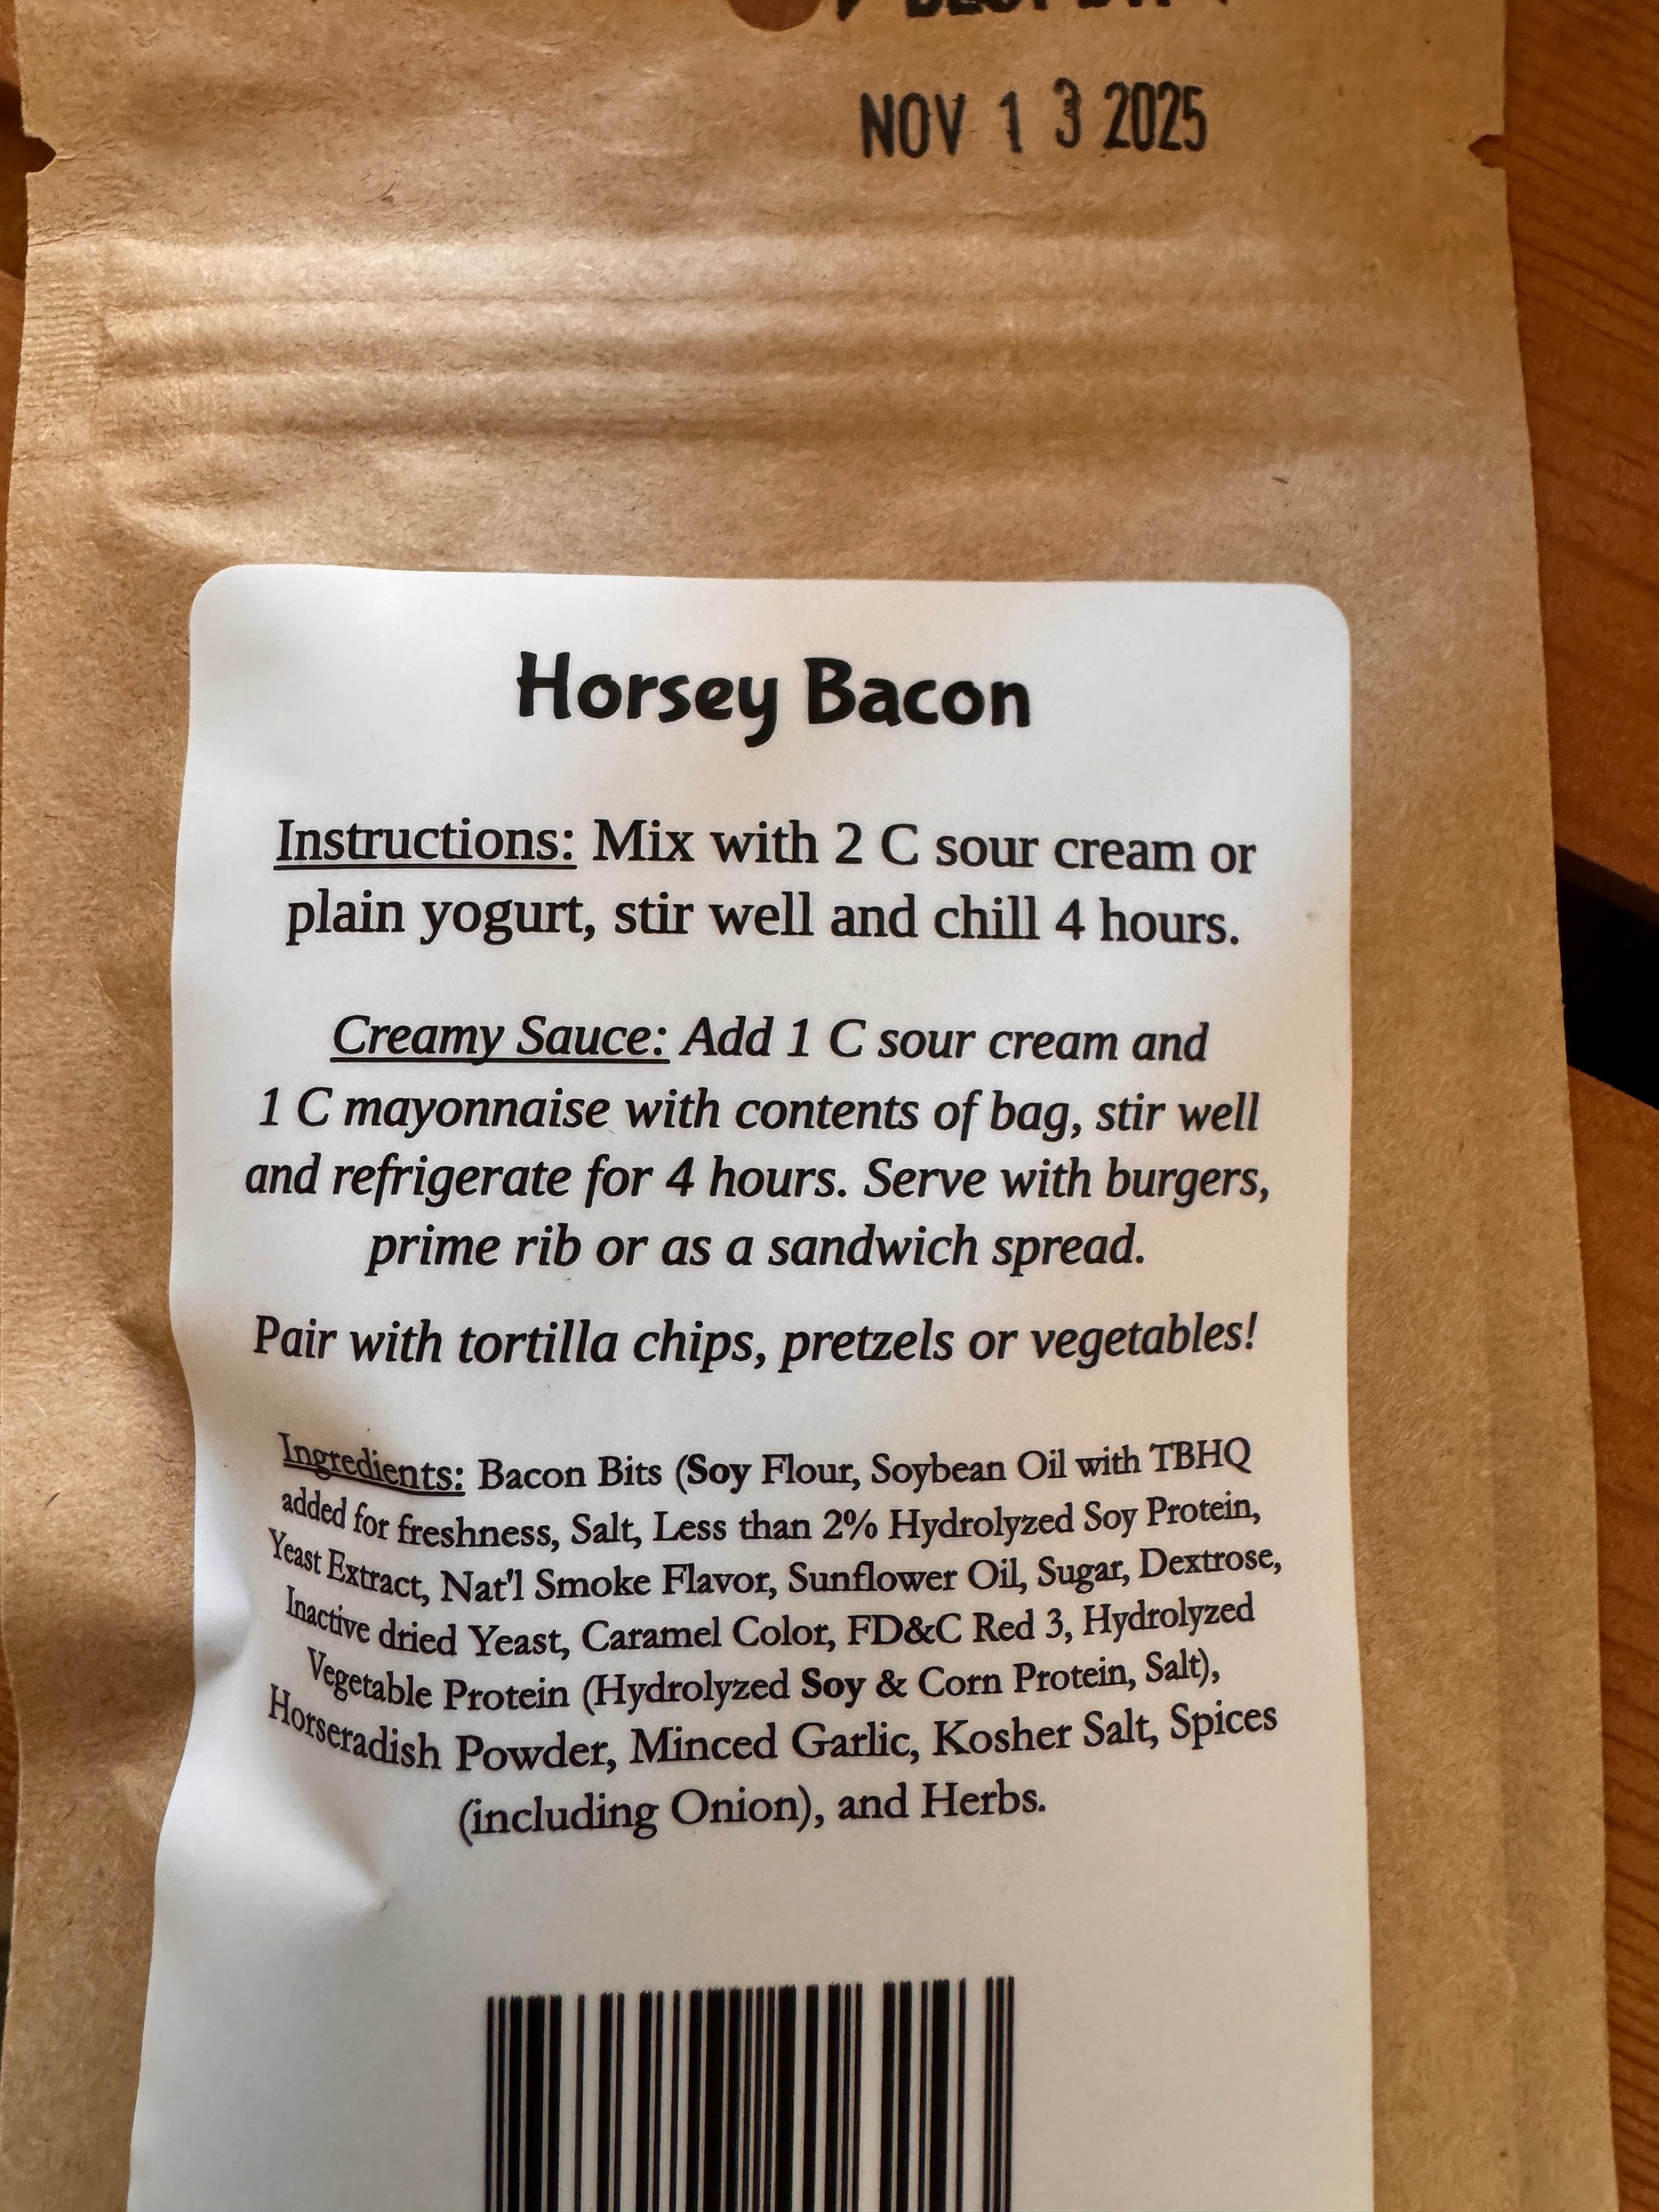 NOV 13 2025
Horsey Bacon
Instructions: Mix with 2 C sour cream or
plain yogurt, stir well and chill 4 hours.
Creamy Sauce: Add 1 C sour cream and
1 C mayonnaise with contents of bag, stir well
and refrigerate for 4 hours. Serve with burgers,
prime rib or as a sandwich spread.
Pair with tortilla chips, pretzels or vegetables!
Ingredients: Bacon Bits (Soy Flour, Soybean Oil with TBHQ
added for freshness, Salt, Less than 2% Hydrolyzed Soy Protein,
Yeast Extract, Nat'l Smoke Flavor, Sunflower Oil, Sugar, Dextrose,
Inactive dried Yeast, Caramel Color, FD&C Red 3, Hydrolyzed
Vegetable Protein (Hydrolyzed Soy & Corn Protein, Salt),
Horseradish Powder, Minced Garlic, Kosher Salt, Spices
(including Onion), and Herbs.